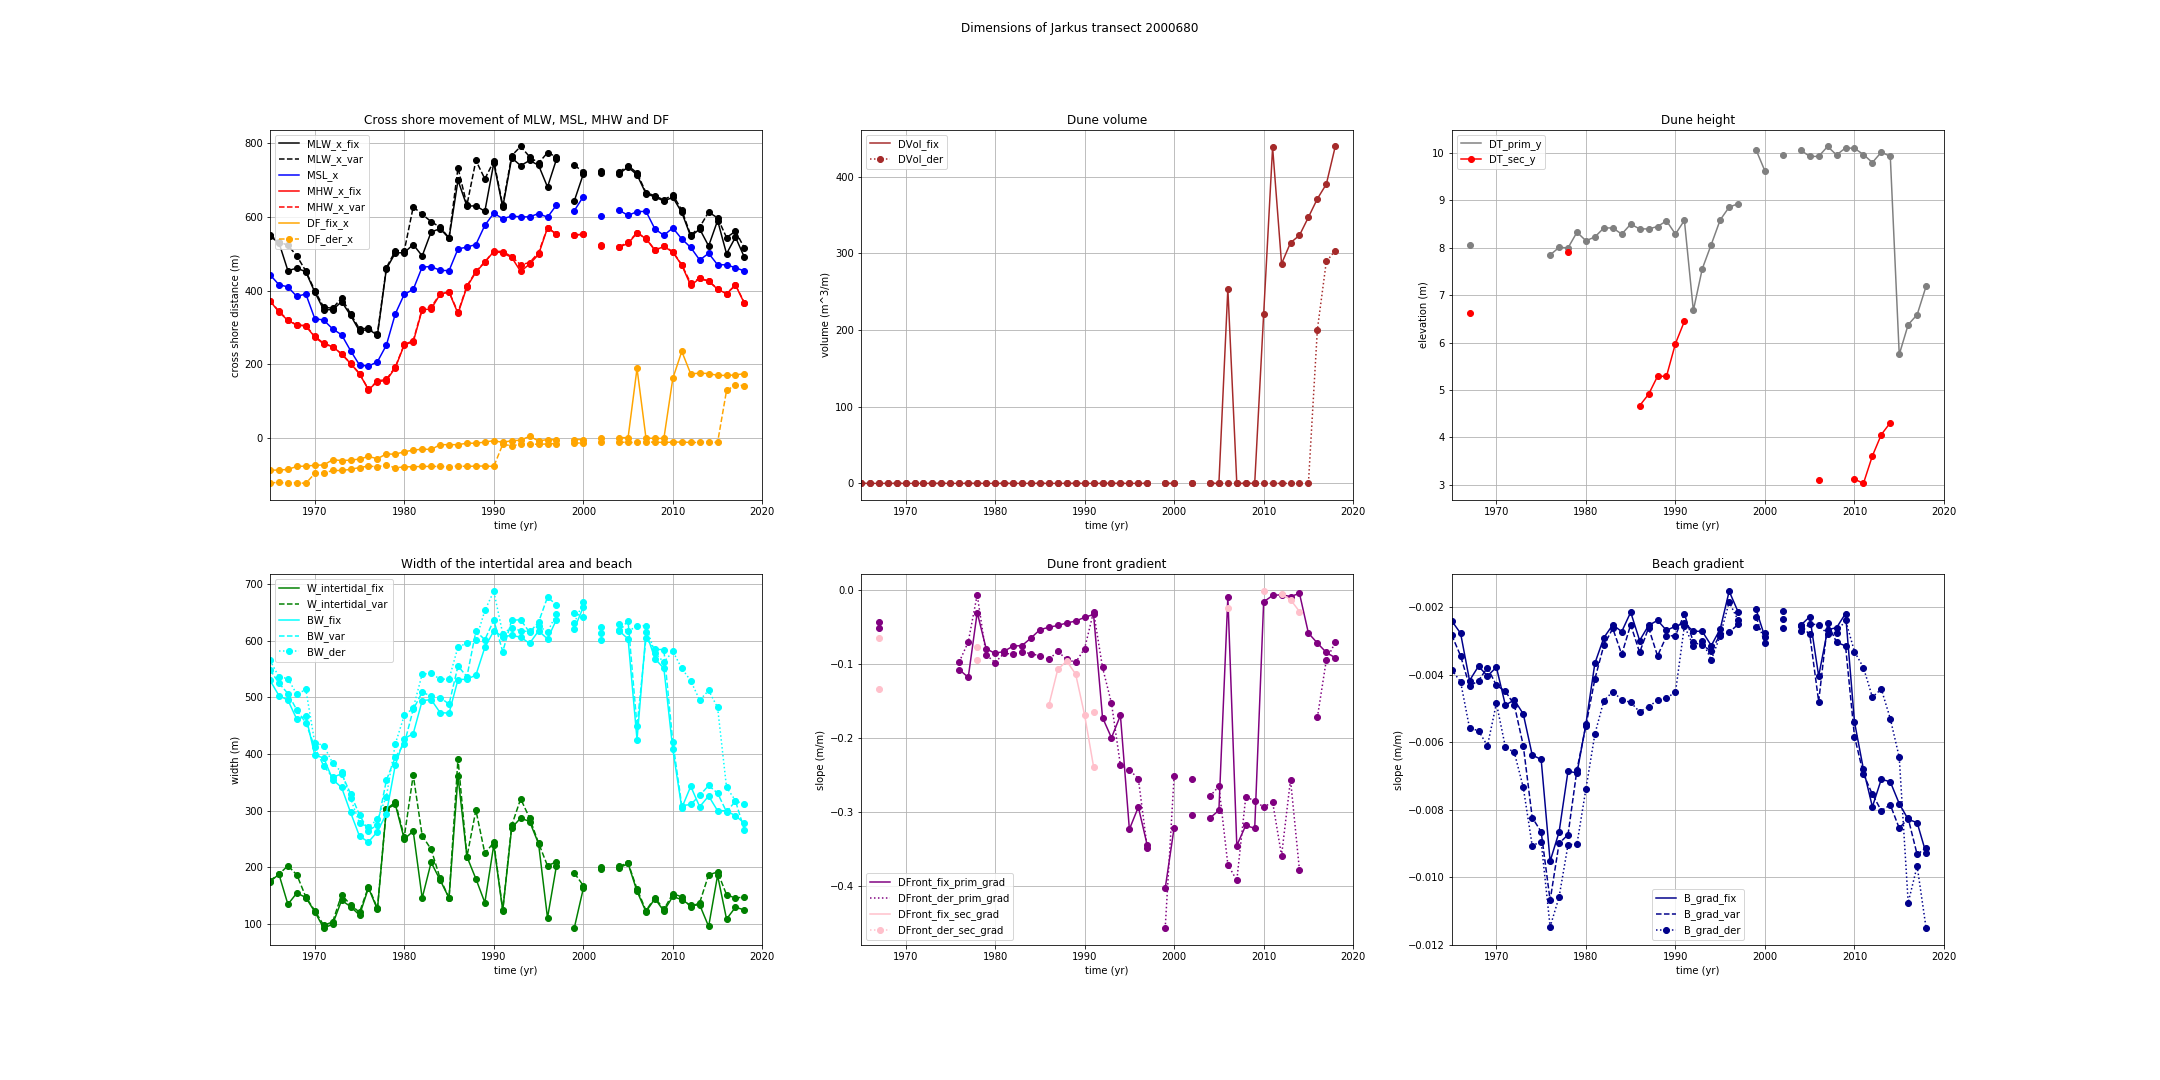 Dimensions of Jarkus transect 2000680
Cross shore movement of MLW, MSL, MHW and DF
800
600
400
200
0
cross shore distance (m)
MLW_x_fix
MLW_x_var
MSL_x
MHW_x_fix
MHW_x_var
DF_fix_x
DF_der_x
1970 1980 1990 2000 2010 2020
time (yr)
Dune volume
400
300
200
100
0
volume (m^3/m)
DVol_fix
DVol_der
1970 1980 1990 2000 2010 2020
time (yr)
Dune height
10
9
8
7
6
5
4
3
elevation (m)
DT_prim_y
DT_sec_y
1970 1980 1990 2000 2010 2020
time (yr)
Width of the intertidal area and beach
700
600
500
400
300
200
100
width (m)
W_intertidal_fix
W_intertidal_var
BW_fix
BW_var
BW_der
1970 1980 1990 2000 2010 2020
time (yr)
Dune front gradient
0.0
−0.1
−0.2
−0.3
−0.4
slope (m/m)
DFront_fix_prim_grad
DFront_der_prim_grad
DFront_fix_sec_grad
DFront_der_sec_grad
1970 1980 1990 2000 2010 2020
time (yr)
Beach gradient
−0.002
−0.004
−0.006
−0.008
−0.010
−0.012
slope (m/m)
B_grad_fix
B_grad_var
B_grad_der
1970 1980 1990 2000 2010 2020
time (yr)